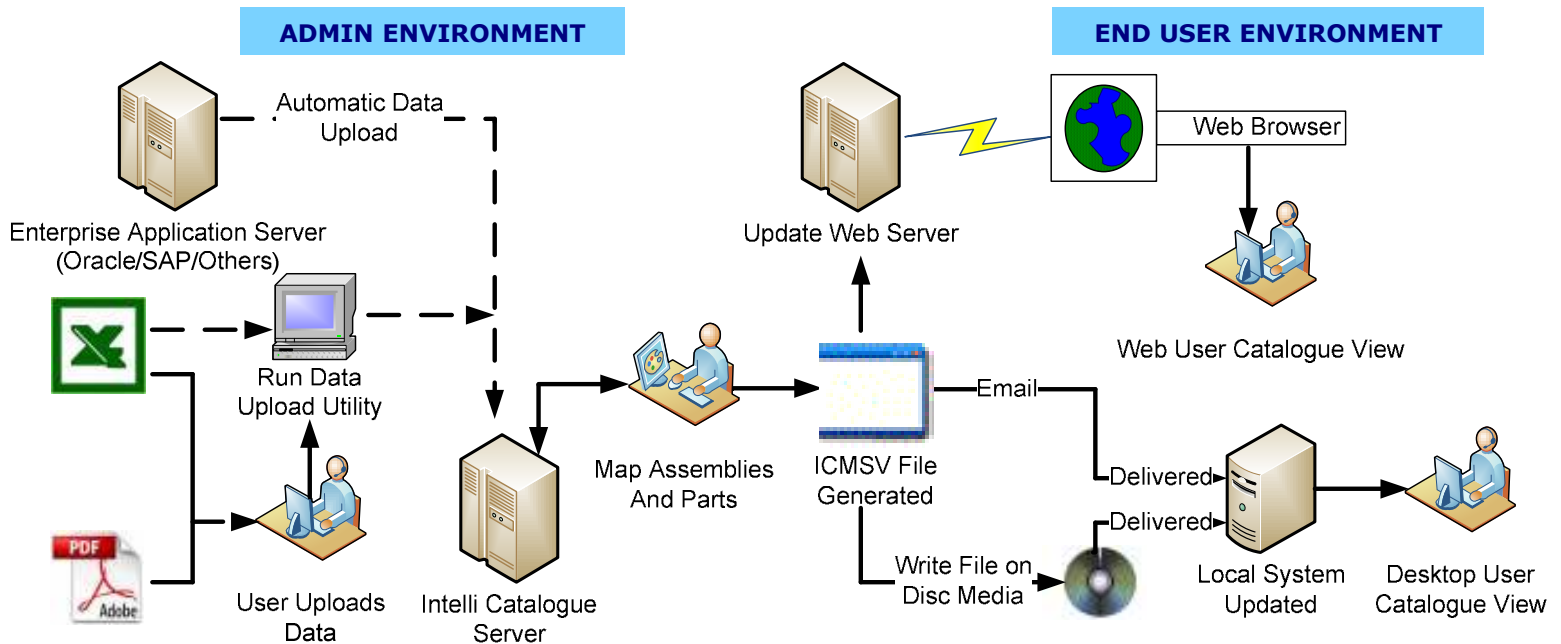 ADMIN ENVIRONMENT
END USER ENVIRONMENT
Automatic Data
Upload
Enterprise Application Server
(Oracle/SAP/Others)
Run Data
Upload Utility
PDF
Adobe
User Uploads
Data
Intelli Catalogue
Server
Map Assemblies
And Parts
ICMSV File
Generated
Update Web Server
Web Browser
Web User Catalogue View
Email
Delivered
Delivered
Write File on
Disc Media
Local System
Updated
Desktop User
Catalogue View